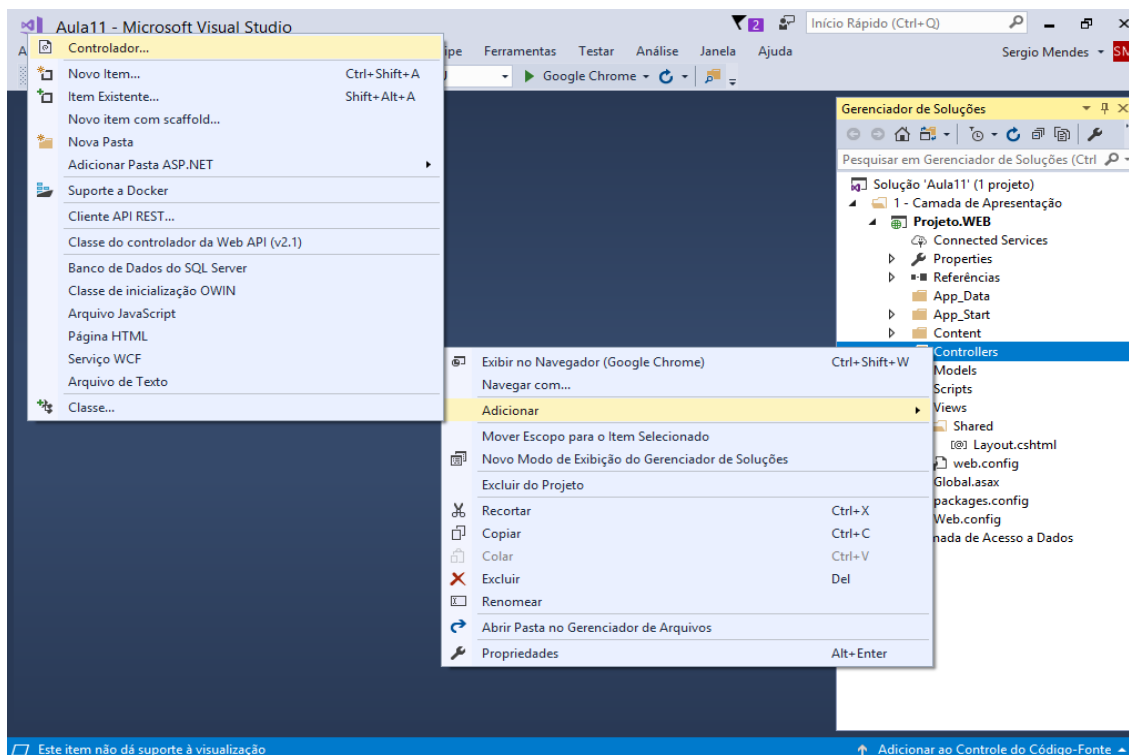 Aula11 - Microsoft Visual Studio
2
Início Rápido (Ctrl+Q)
A
ipe Ferramentas Testar Análise Janela Ajuda
Sergio Mendes SM
Google Chrome
Controlador...
Novo Item... Ctrl+Shift+A
Item Existente... Shift+Alt+A
Novo item com scaffold...
Nova Pasta
Adicionar Pasta ASP.NET
Suporte a Docker
Cliente API REST...
Classe do controlador da Web API (v2.1)
Banco de Dados do SQL Server
Classe de inicialização OWIN
Arquivo JavaScript
Página HTML
Serviço WCF
Arquivo de Texto
Classe...
Exibir no Navegador (Google Chrome) Ctrl+Shift+W
Navegar com...
Adicionar
Mover Escopo para o Item Selecionado
Novo Modo de Exibição do Gerenciador de Soluções
Excluir do Projeto
Recortar Ctrl+X
Copiar Ctrl+C
Colar Ctrl+V
Excluir Del
Renomear
Abrir Pasta no Gerenciador de Arquivos
Propriedades Alt+Enter
Gerenciador de Soluções
Pesquisar em Gerenciador de Soluções (Ctrl
Solução 'Aula11' (1 projeto)
1 - Camada de Apresentação
Projeto.WEB
Connected Services
Properties
Referências
App_Data
App_Start
Content
Controllers
Models
Scripts
Views
Shared
[@] Layout.cshtml
web.config
Global.asax
packages.config
Web.config
nada de Acesso a Dados
Este item não dá suporte à visualização
Adicionar ao Controle do Código-Fonte